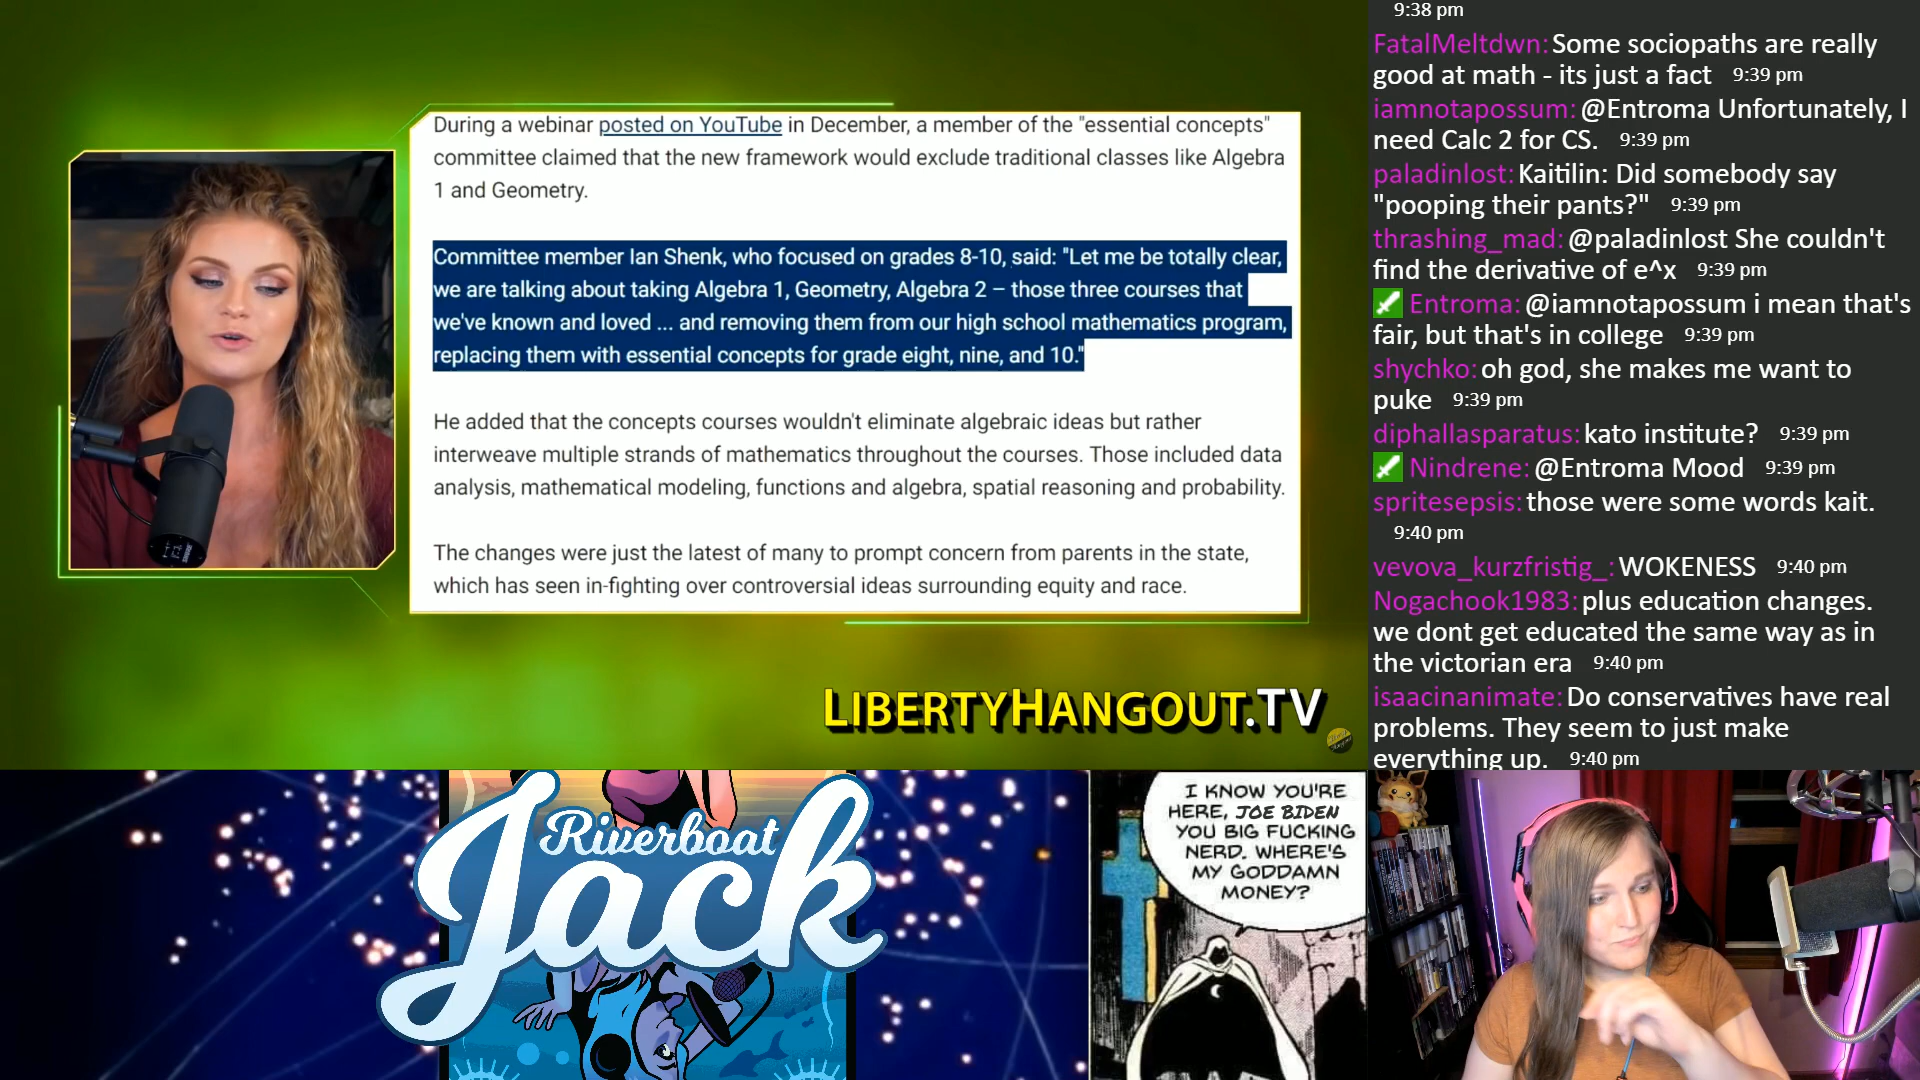 During a webinar posted on YouTube in December, a member of the "essential concepts"
committee claimed that the new framework would exclude traditional classes like Algebra
1 and Geometry.
Committee member Ian Shenk, who focused on grades 8-10, said: "Let me be totally clear,
we are talking about taking Algebra 1, Geometry, Algebra 2 – those three courses that
we've known and loved ... and removing them from our high school mathematics program,
replacing them with essential concepts for grade eight, nine, and 10."
He added that the concepts courses wouldn't eliminate algebraic ideas but rather
interweave multiple strands of mathematics throughout the courses. Those included data
analysis, mathematical modeling, functions and algebra, spatial reasoning and probability.
The changes were just the latest of many to prompt concern from parents in the state,
which has seen in-fighting over controversial ideas surrounding equity and race.
LIBERTYHANGOUT.TV
9:38 pm
FatalMeltdwn: Some sociopaths are really
good at math - its just a fact 9:39 pm
iamnotapossum: @Entroma Unfortunately, I
need Calc 2 for CS. 9:39 pm
paladinlost: Kaitilin: Did somebody say
"pooping their pants?" 9:39 pm
thrashing_mad: @paladinlost She couldn't
find the derivative of e^x 9:39 pm
Entroma: @iamnotapossum i mean that's
fair, but that's in college 9:39 pm
shychko: oh god, she makes me want to
puke 9:39 pm
diphallasparatus: kato institute? 9:39 pm
Nindrene: @Entroma Mood 9:39 pm
spritesepsis: those were some words kait.
9:40 pm
vevova_kurzfristig_: WOKENESS 9:40 pm
Nogachook1983: plus education changes.
we dont get educated the same way as in
the victorian era 9:40 pm
isaacinanimate: Do conservatives have real
problems. They seem to just make
everything up. 9:40 pm
Riverboat
Jack
I KNOW YOU'RE
HERE, JOE BIDEN
YOU BIG FUCKING
NERD. WHERE'S
MY GODDAMN
MONEY?